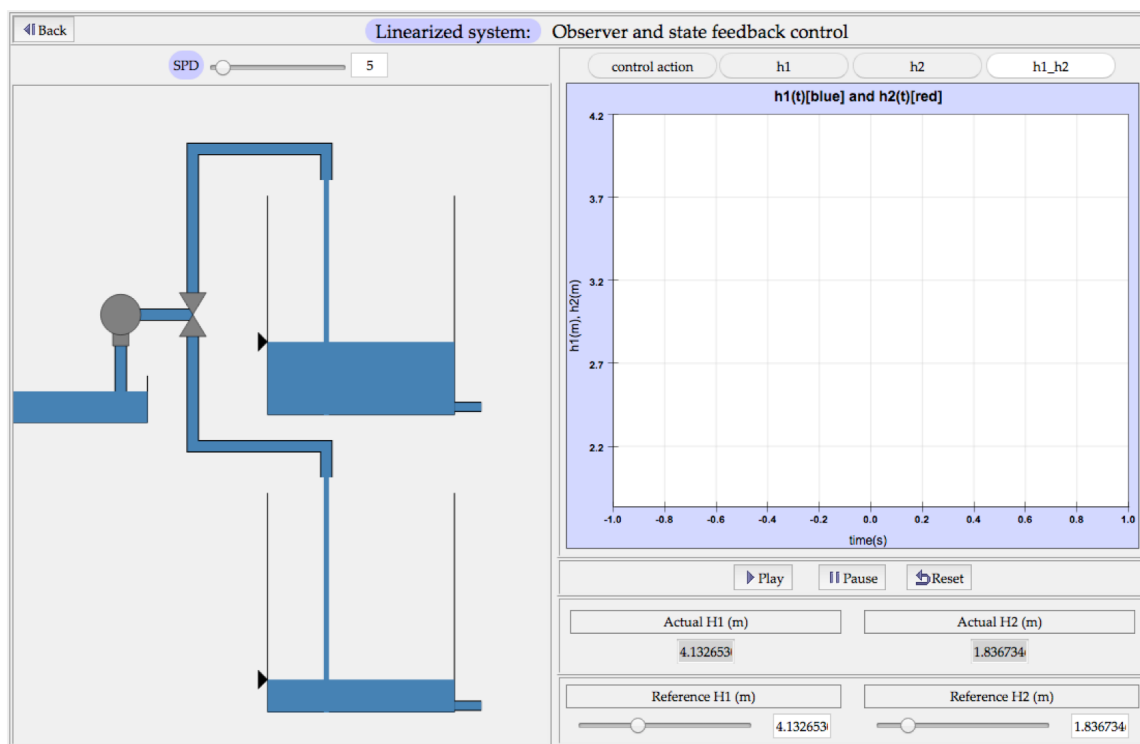 Back
Linearized system: Observer and state feedback control
SPD 5
control action h1 h2 h1_h2
h1(t)[blue] and h2(t)[red]
4.2
3.7
3.2
2.7
2.2
h1(m), h2(m)
-1.0 -0.8 -0.6 -0.4 -0.2 0.0 0.2 0.4 0.6 0.8 1.0
time(s)
Play Pause Reset
Actual H1 (m) Actual H2 (m)
4.132653 1.836734
Reference H1 (m) Reference H2 (m)
4.132653 1.836734